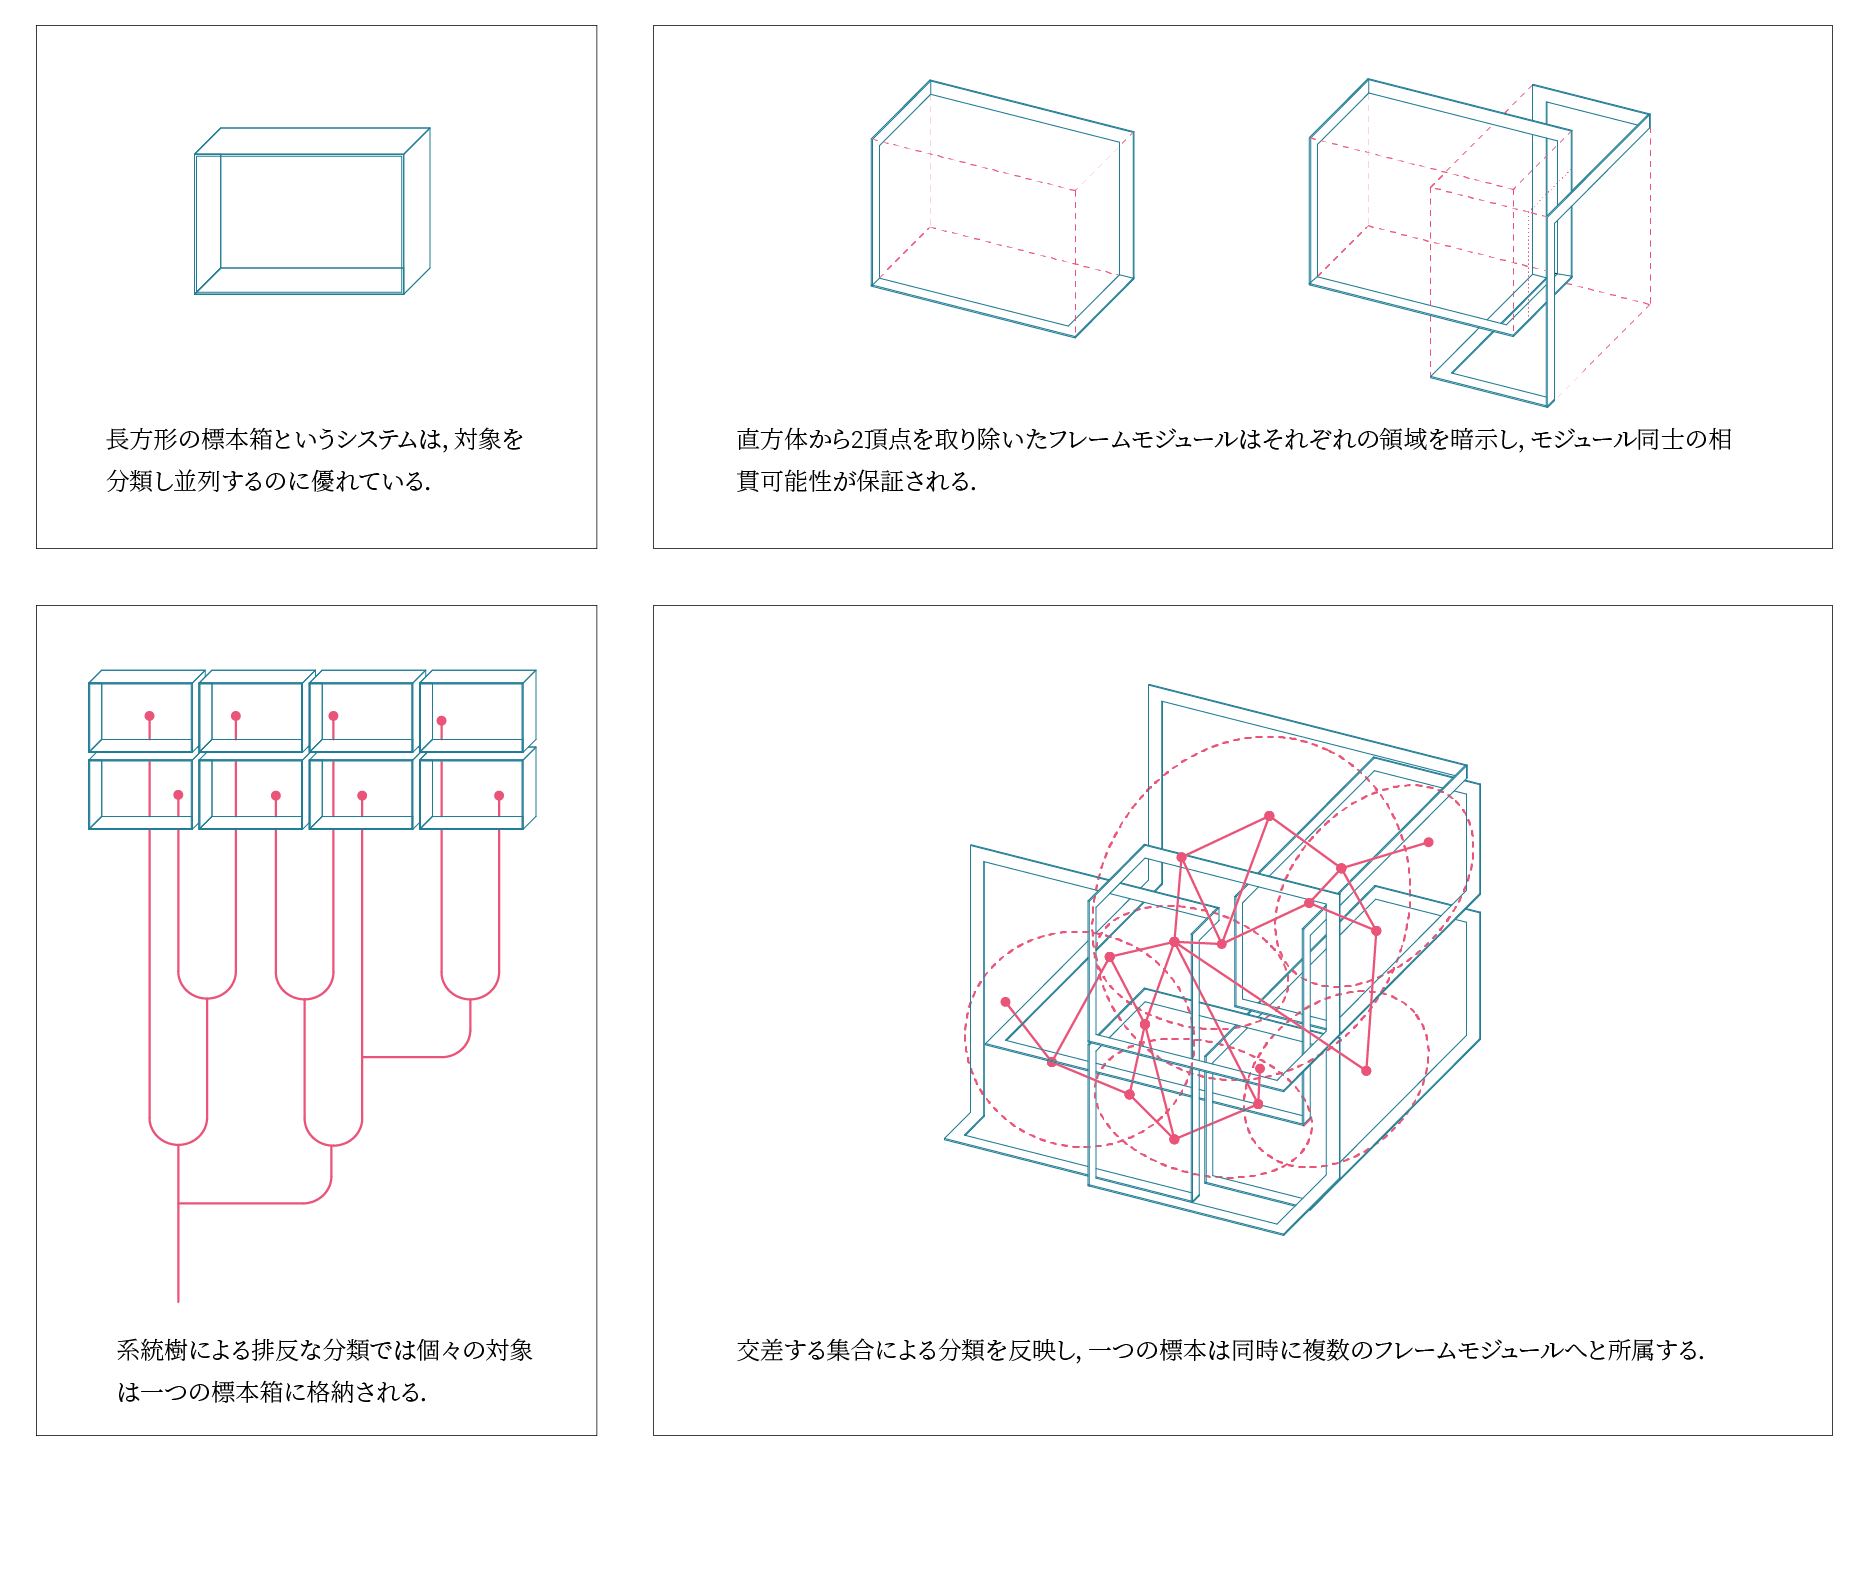 長方形の標本箱というシステムは, 対象を
分類し並列するのに優れている.
直方体から2頂点を取り除いたフレームモジュールはそれぞれの領域を暗示し, モジュール同士の相
貫可能性が保証される.
系統樹による排反な分類では個々の対象
は一つの標本箱に格納される.
交差する集合による分類を反映し, 一つの標本は同時に複数のフレームモジュールへと所属する.